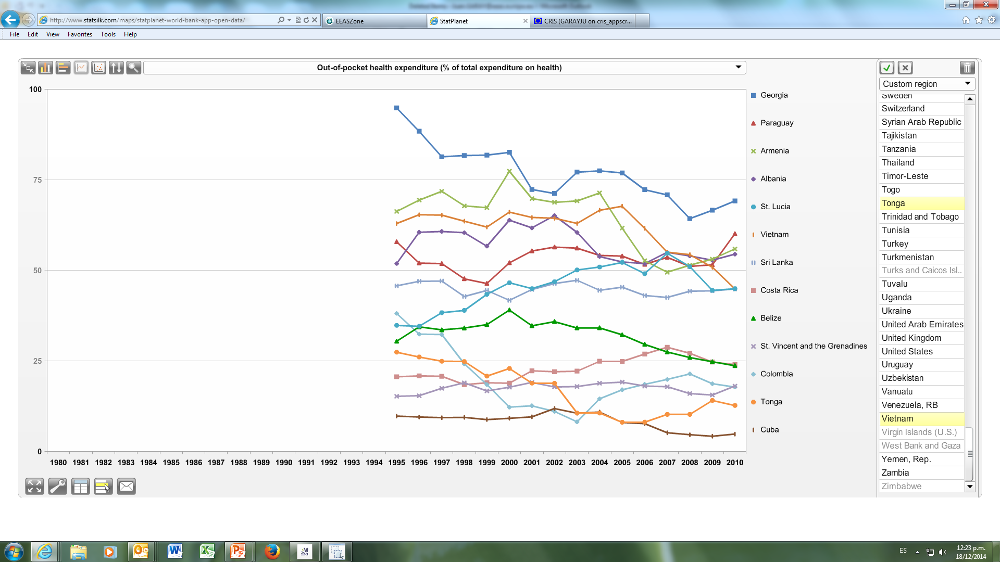 http://www.statsilk.com/maps/statplanet-world-bank-app-open-data/
EEASZone
StatPlanet
CRIS (GARAYJU on cris_appscr...
File Edit View Favorites Tools Help
Out-of-pocket health expenditure (% of total expenditure on health)
100
75
50
25
0
1980 1981 1982 1983 1984 1985 1986 1987 1988 1989 1990 1991 1992 1993 1994 1995 1996 1997 1998 1999 2000 2001 2002 2003 2004 2005 2006 2007 2008 2009 2010
Georgia
Paraguay
Armenia
Albania
St. Lucia
Vietnam
Sri Lanka
Costa Rica
Belize
St. Vincent and the Grenadines
Colombia
Tonga
Cuba
Custom region
Sweden
Switzerland
Syrian Arab Republic
Tajikistan
Tanzania
Thailand
Timor-Leste
Togo
Tonga
Trinidad and Tobago
Tunisia
Turkey
Turkmenistan
Turks and Caicos Isl..
Tuvalu
Uganda
Ukraine
United Arab Emirates
United Kingdom
United States
Uruguay
Uzbekistan
Vanuatu
Venezuela, RB
Vietnam
Virgin Islands (U.S.)
West Bank and Gaza
Yemen, Rep.
Zambia
Zimbabwe
ES
12:23 p.m.
18/12/2014